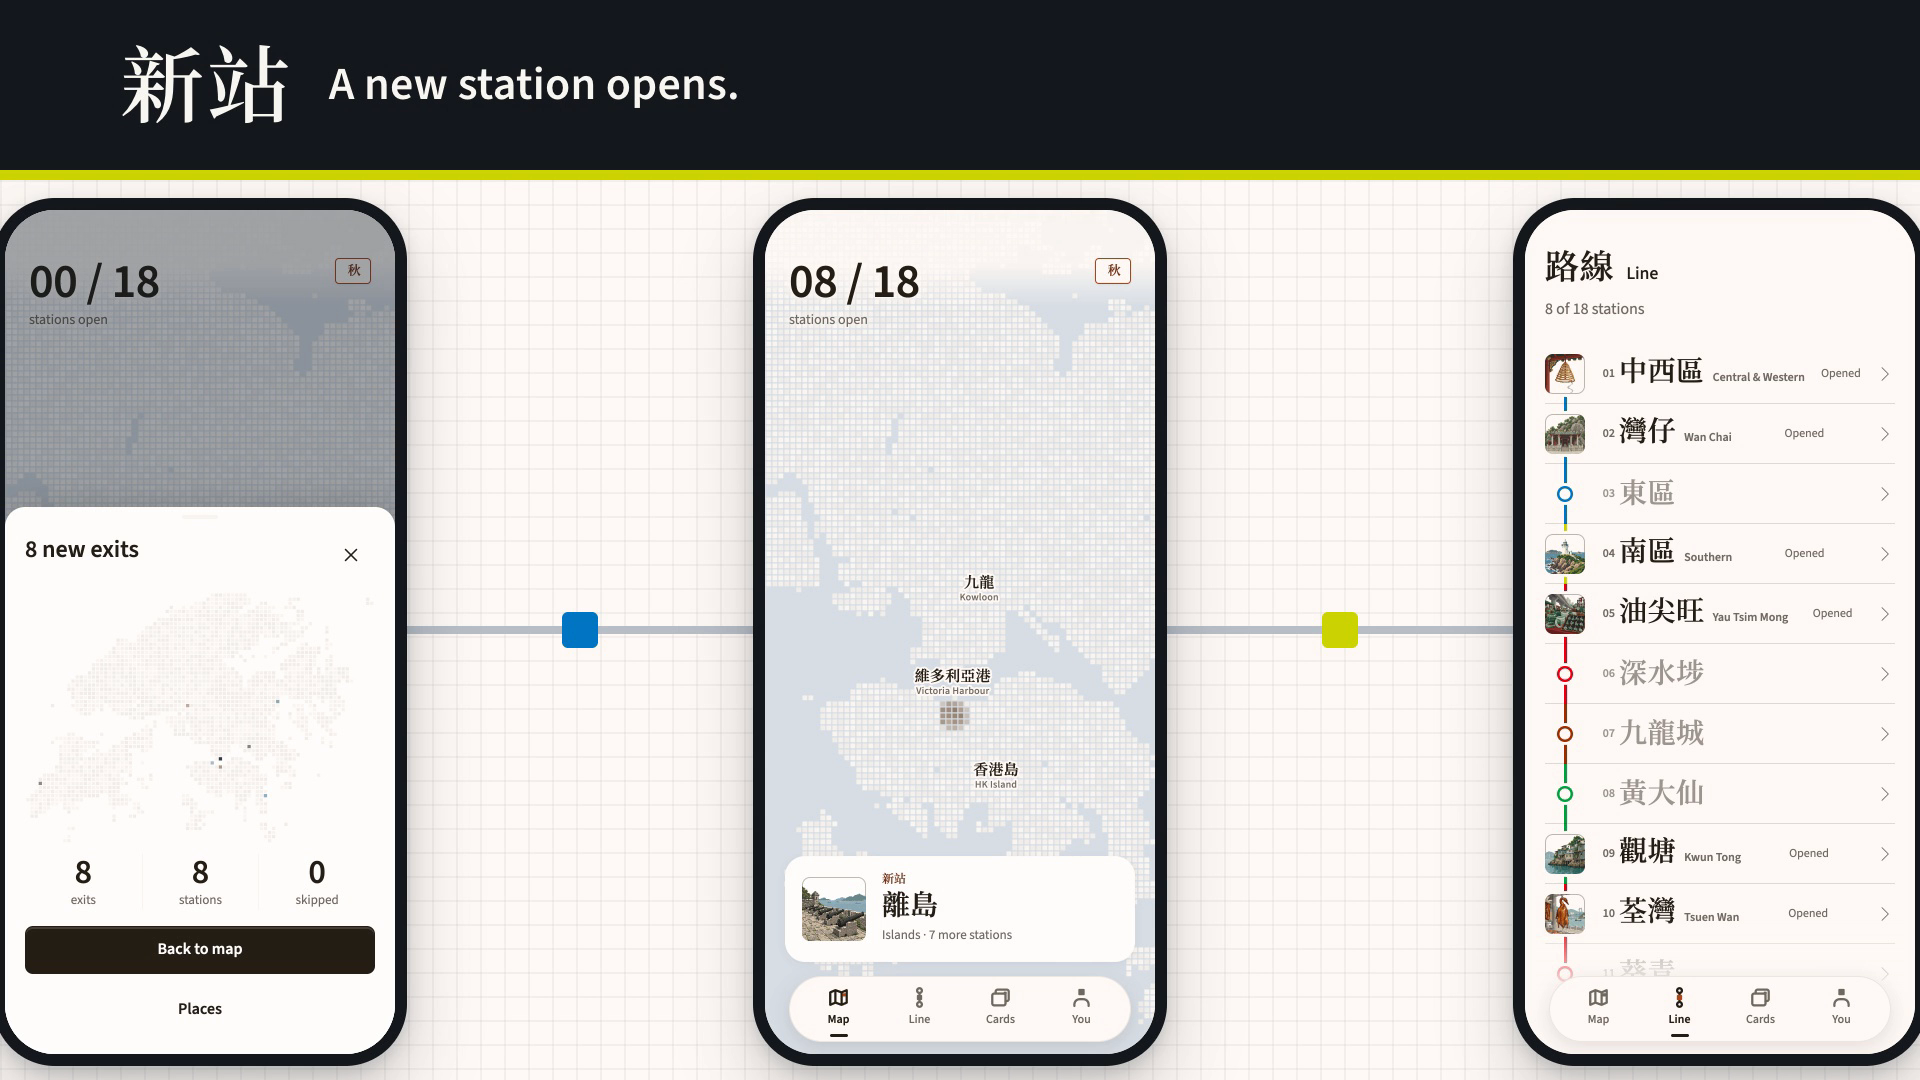 新站 A new station opens.
00 / 18
秋
stations open
8 new exits
8 exits
8 stations
0 skipped
Back to map
Places
08 / 18
秋
stations open
九龍
Kowloon
維多利亞港
Victoria Harbour
香港島
HK Island
新站
離島
Islands · 7 more stations
Map Line Cards You
路線 Line
8 of 18 stations
01 中西區 Central & Western Opened
02 灣仔 Wan Chai Opened
03 東區
04 南區 Southern Opened
05 油尖旺 Yau Tsim Mong Opened
06 深水埗
07 九龍城
08 黃大仙
09 觀塘 Kwun Tong Opened
10 荃灣 Tsuen Wan Opened
11 葵青
Map Line Cards You